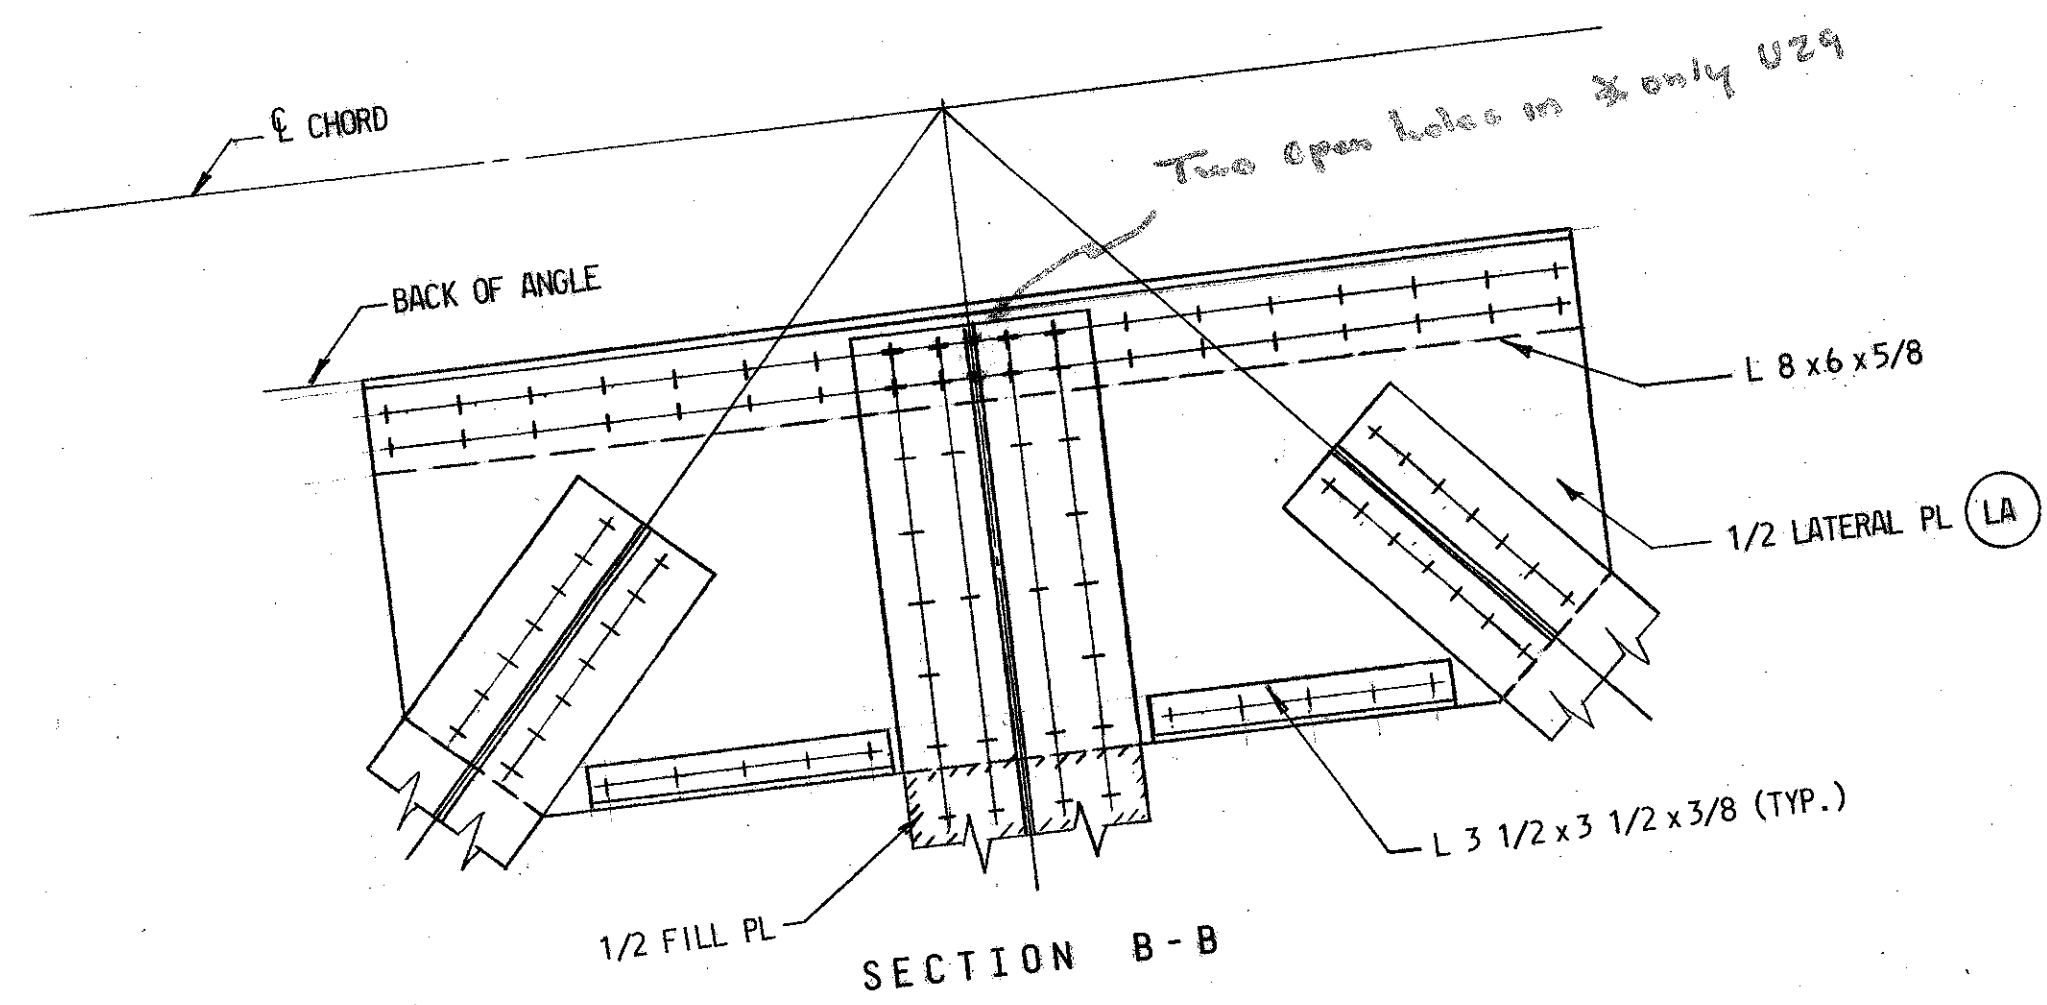 Two open holes in * only U29
℄ CHORD
BACK OF ANGLE
L 8 x 6 x 5/8
1/2 LATERAL PL LA
L 3 1/2 x 3 1/2 x 3/8 (TYP.)
1/2 FILL PL
SECTION B-B